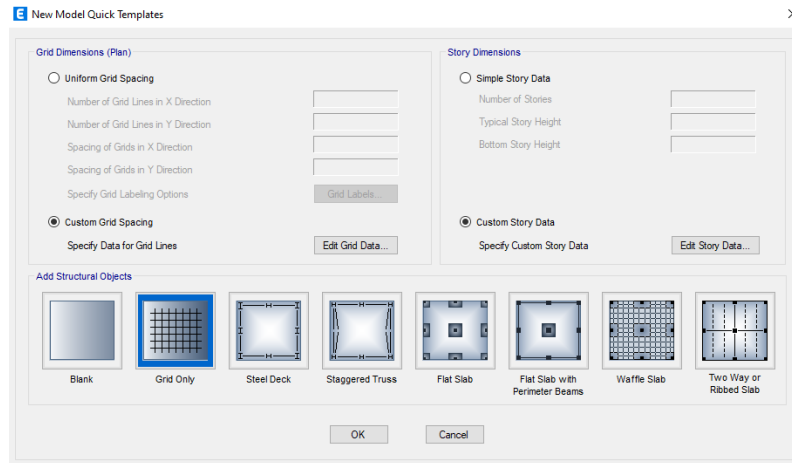 New Model Quick Templates
Grid Dimensions (Plan)
Uniform Grid Spacing
Number of Grid Lines in X Direction
Number of Grid Lines in Y Direction
Spacing of Grids in X Direction
Spacing of Grids in Y Direction
Specify Grid Labeling Options
Grid Labels...
Custom Grid Spacing
Specify Data for Grid Lines
Edit Grid Data...
Story Dimensions
Simple Story Data
Number of Stories
Typical Story Height
Bottom Story Height
Custom Story Data
Specify Custom Story Data
Edit Story Data...
Add Structural Objects
Blank
Grid Only
Steel Deck
Staggered Truss
Flat Slab
Flat Slab with
Perimeter Beams
Waffle Slab
Two Way or
Ribbed Slab
OK
Cancel